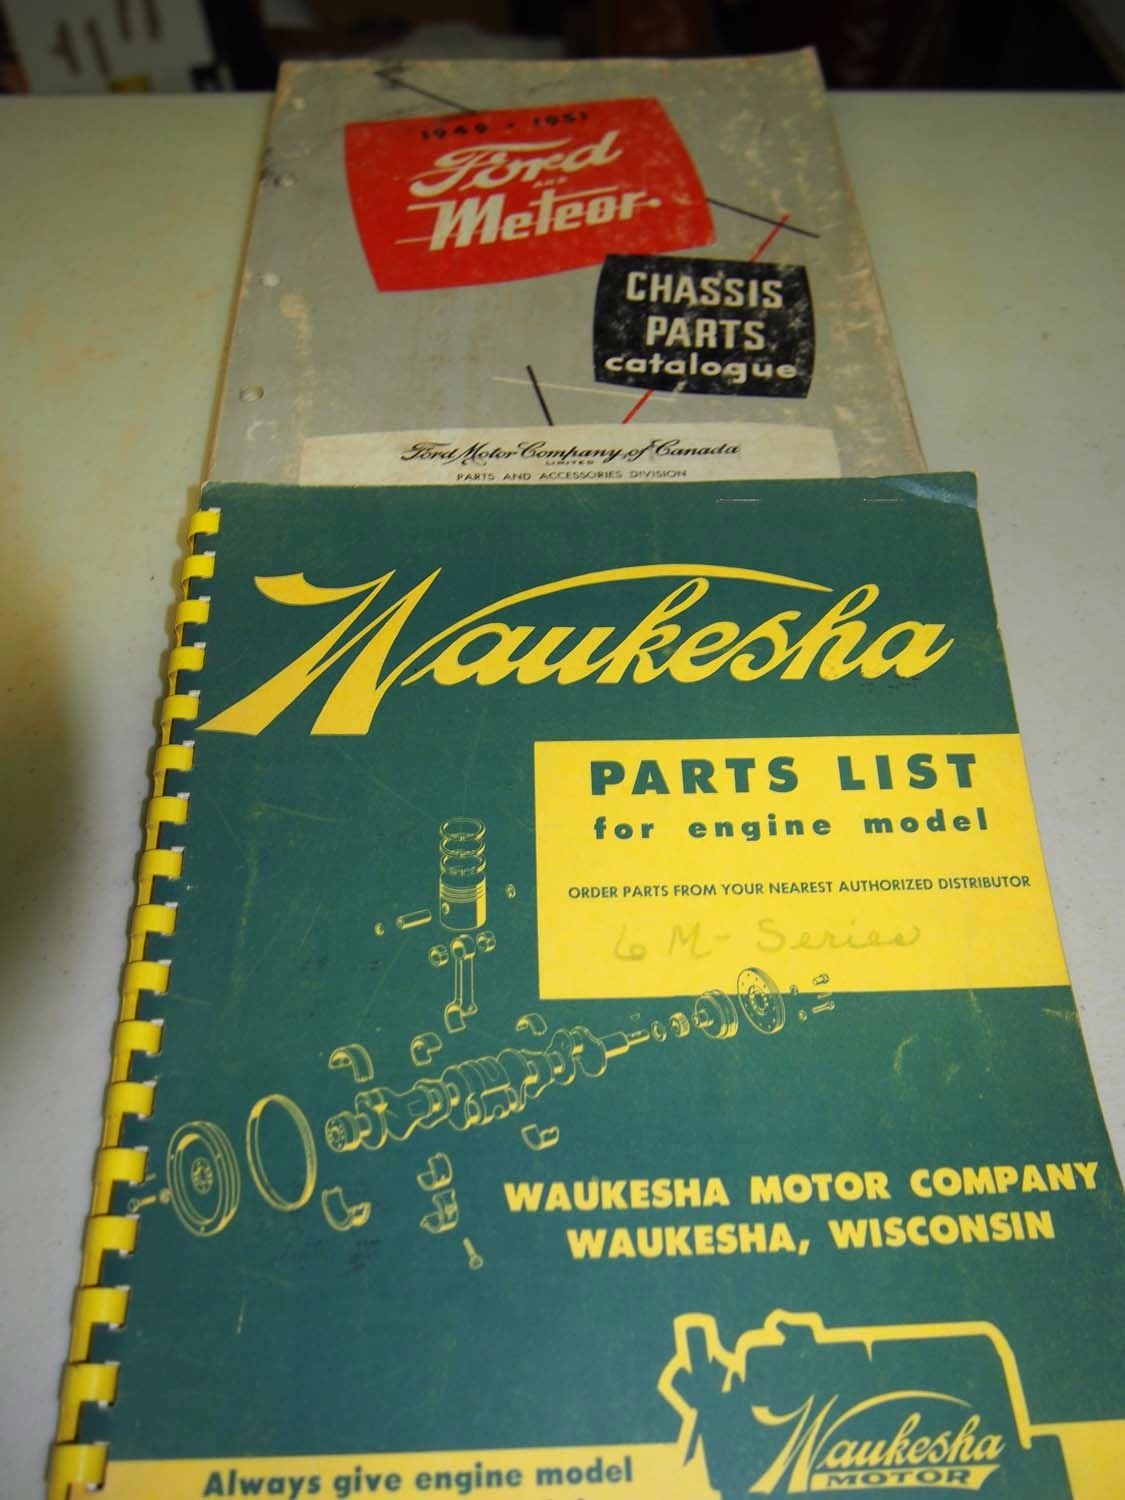 1949 • 1951
Ford
AND
Meteor
CHASSIS
PARTS
catalogue
Ford Motor Company of Canada
LIMITED
PARTS AND ACCESSORIES DIVISION
Waukesha
PARTS LIST
for engine model
ORDER PARTS FROM YOUR NEAREST AUTHORIZED DISTRIBUTOR
6 M- Series
WAUKESHA MOTOR COMPANY
WAUKESHA, WISCONSIN
Waukesha
MOTOR
Always give engine model